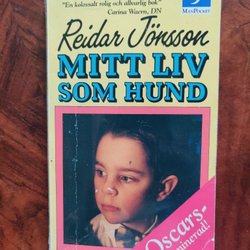 "En kolossalt rolig och allvarlig bok"
Carina Waern, DN
MånPocket
Reidar Jönsson
MITT LIV
SOM HUND
Oscars-
nominerad!